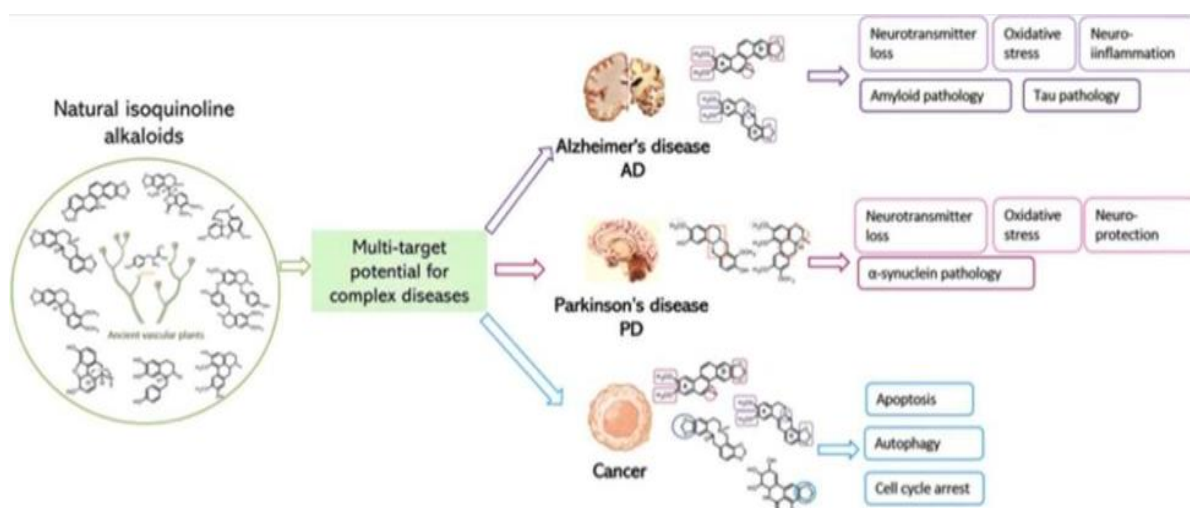 Natural isoquinoline
alkaloids
Ancient vascular plants
Multi-target
potential for
complex diseases
Alzheimer's disease
AD
Neurotransmitter
loss
Oxidative
stress
Neuro-
iinflammation
Amyloid pathology
Tau pathology
Parkinson's disease
PD
Neurotransmitter
loss
Oxidative
stress
Neuro-
protection
α-synuclein pathology
Cancer
Apoptosis
Autophagy
Cell cycle arrest